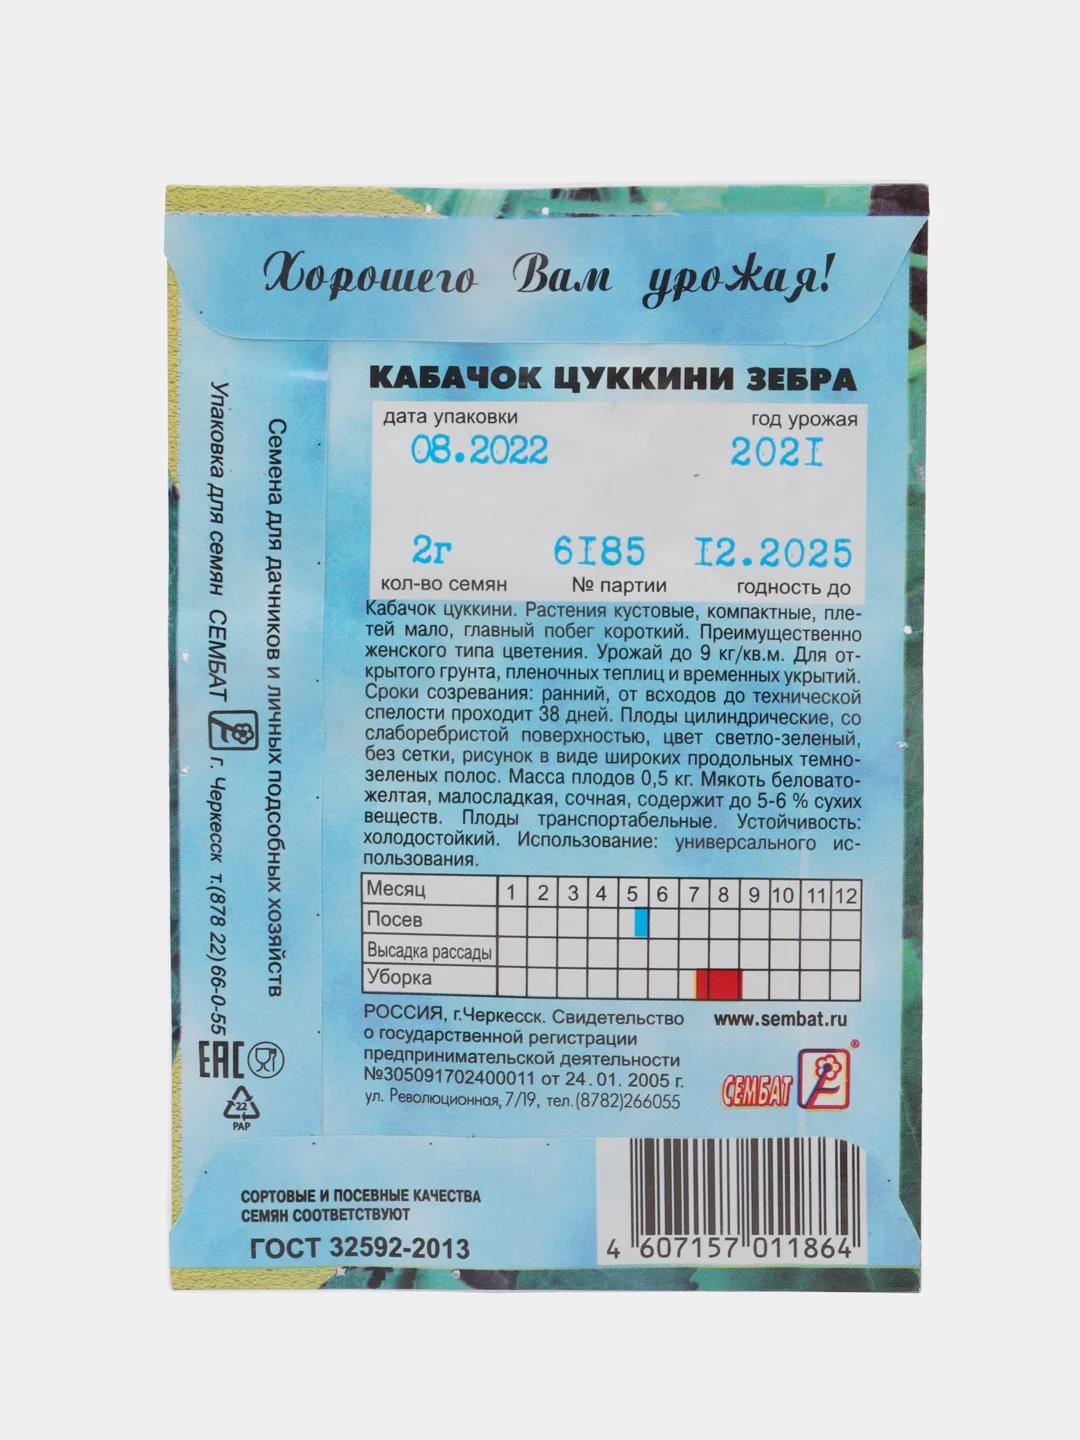 Хорошего Вам урожая!
КАБАЧОК ЦУККИНИ ЗЕБРА
дата упаковки год урожая
08.2022 2021
2г 6185 12.2025
кол-во семян № партии годность до
Кабачок цуккини. Растения кустовые, компактные, пле-
тей мало, главный побег короткий. Преимущественно
женского типа цветения. Урожай до 9 кг/кв.м. Для от-
крытого грунта, пленочных теплиц и временных укрытий.
Сроки созревания: ранний, от всходов до технической
спелости проходит 38 дней. Плоды цилиндрические, со
слаборебристой поверхностью, цвет светло-зеленый,
без сетки, рисунок в виде широких продольных темно-
зеленых полос. Масса плодов 0,5 кг. Мякоть беловато-
желтая, малосладкая, сочная, содержит до 5-6 % сухих
веществ. Плоды транспортабельные. Устойчивость:
холодостойкий. Использование: универсального ис-
пользования.
Месяц 1 2 3 4 5 6 7 8 9 10 11 12
Посев
Высадка рассады
Уборка
РОССИЯ, г.Черкесск. Свидетельство
о государственной регистрации
предпринимательской деятельности
№305091702400011 от 24.01. 2005 г.
ул. Революционная, 7/19, тел.(8782)266055
www.sembat.ru
СЕМБАТ ®
Семена для дачников и личных подсобных хозяйств
Упаковка для семян СЕМБАТ г. Черкесск т.(878 22) 66-0-55
EAC
22
PAP
СОРТОВЫЕ И ПОСЕВНЫЕ КАЧЕСТВА
СЕМЯН СООТВЕТСТВУЮТ
ГОСТ 32592-2013
4 607157 011864